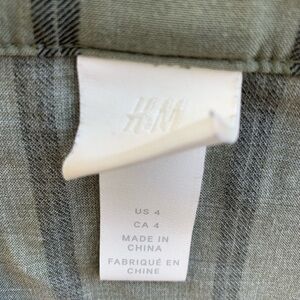 H&M
US 4
CA 4
MADE IN
CHINA
FABRIQUÉ EN
CHINE